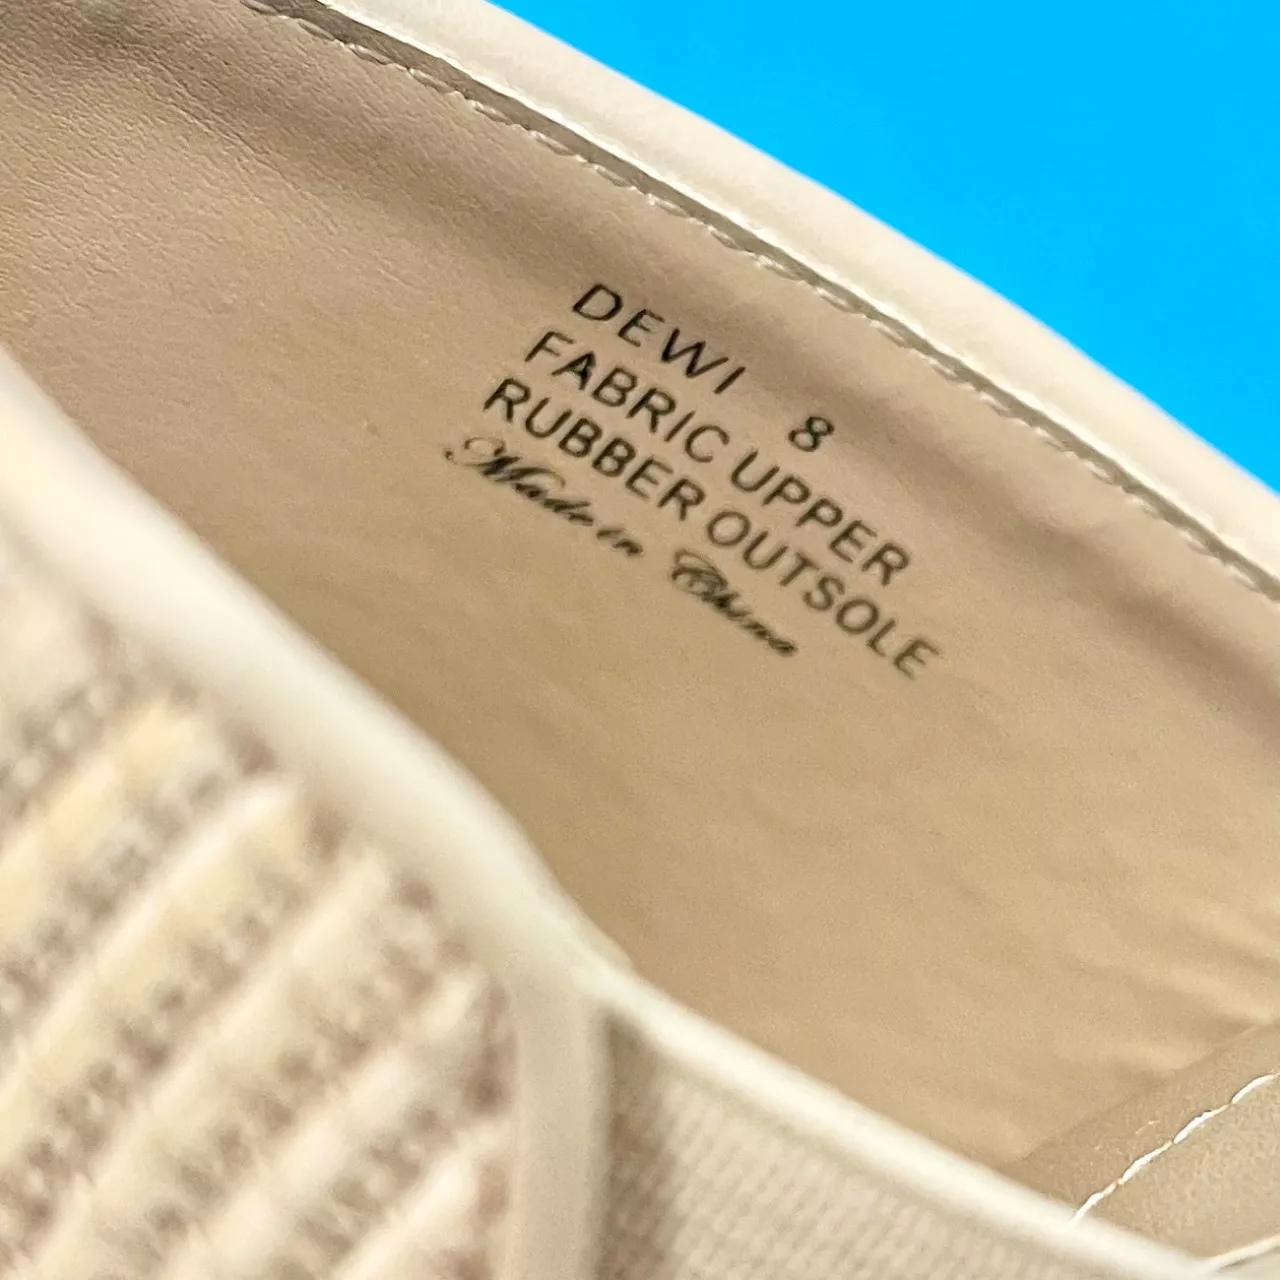 DEWI 8
FABRIC UPPER
RUBBER OUTSOLE
Made in China